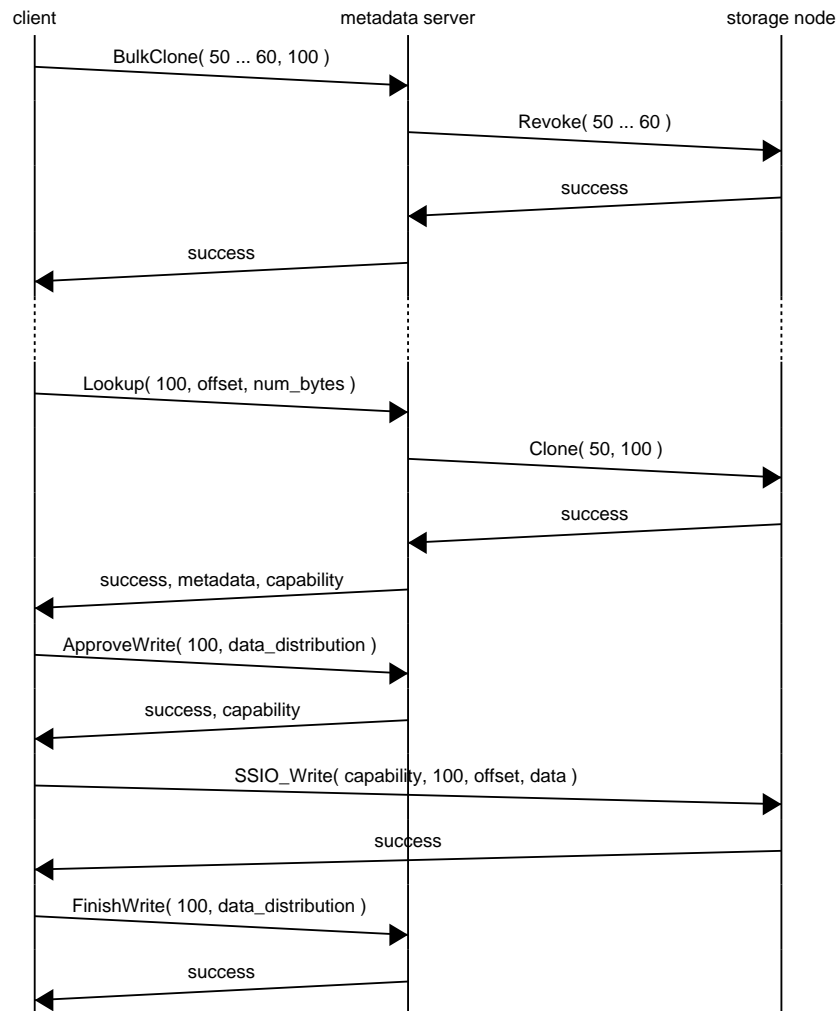 client
metadata server
storage node
BulkClone( 50 ... 60, 100 )
Revoke( 50 ... 60 )
success
success
Lookup( 100, offset, num_bytes )
Clone( 50, 100 )
success
success, metadata, capability
ApproveWrite( 100, data_distribution )
success, capability
SSIO_Write( capability, 100, offset, data )
success
FinishWrite( 100, data_distribution )
success